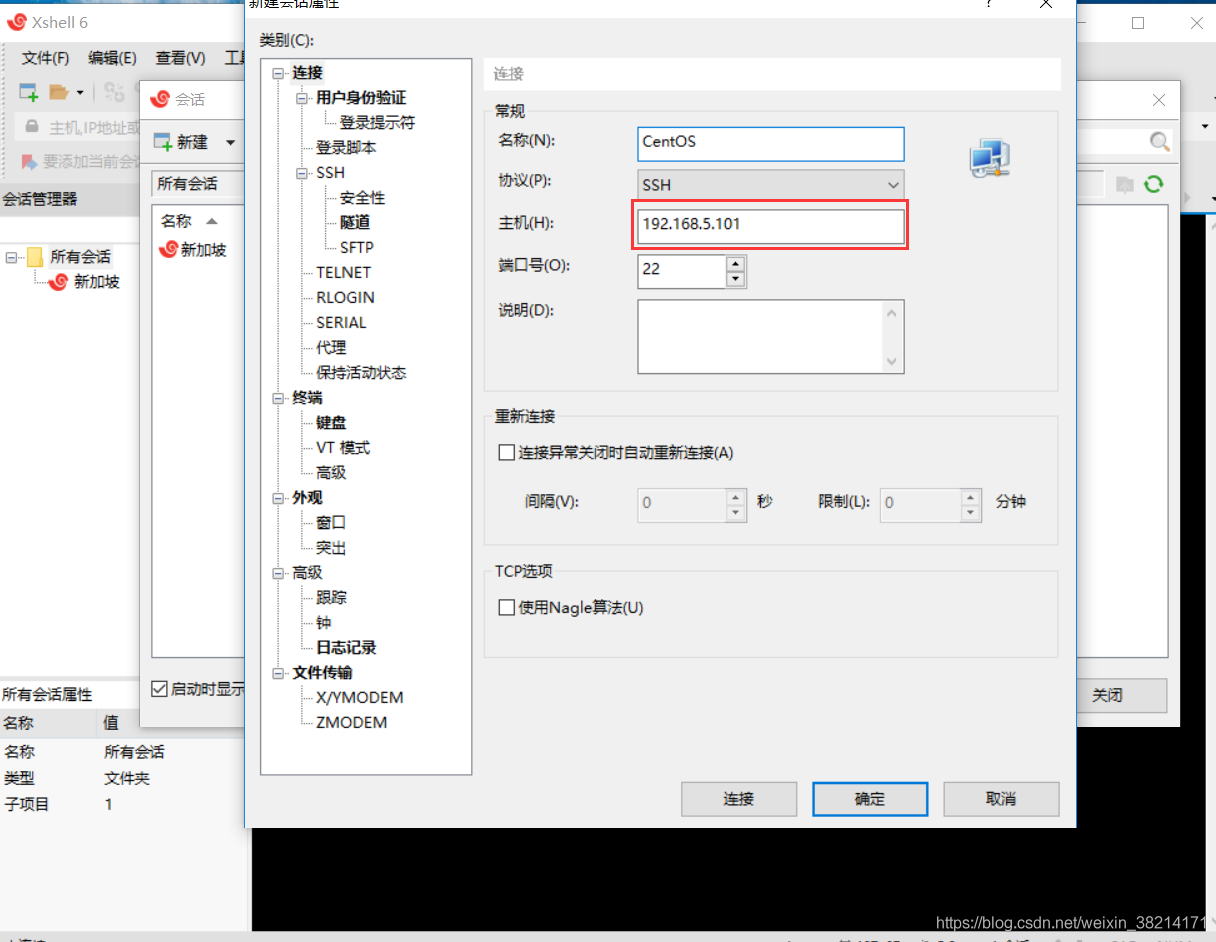 Xshell 6
文件(F) 编辑(E) 查看(V)
主机,IP地址或
要添加当前会
会话管理器
所有会话
新加坡
所有会话属性
名称 值
名称 所有会话
类型 文件夹
子项目 1
会话
新建
所有会话
名称
新加坡
启动时显示
关闭
新建会话属性
?
类别(C):
连接
用户身份验证
登录提示符
登录脚本
SSH
安全性
隧道
SFTP
TELNET
RLOGIN
SERIAL
代理
保持活动状态
终端
键盘
VT 模式
高级
外观
窗口
突出
高级
跟踪
钟
日志记录
文件传输
X/YMODEM
ZMODEM
连接
常规
名称(N): CentOS
协议(P): SSH
主机(H): 192.168.5.101
端口号(O): 22
说明(D):
重新连接
连接异常关闭时自动重新连接(A)
间隔(V): 0 秒 限制(L): 0 分钟
TCP选项
使用Nagle算法(U)
连接 确定 取消
https://blog.csdn.net/weixin_38214171